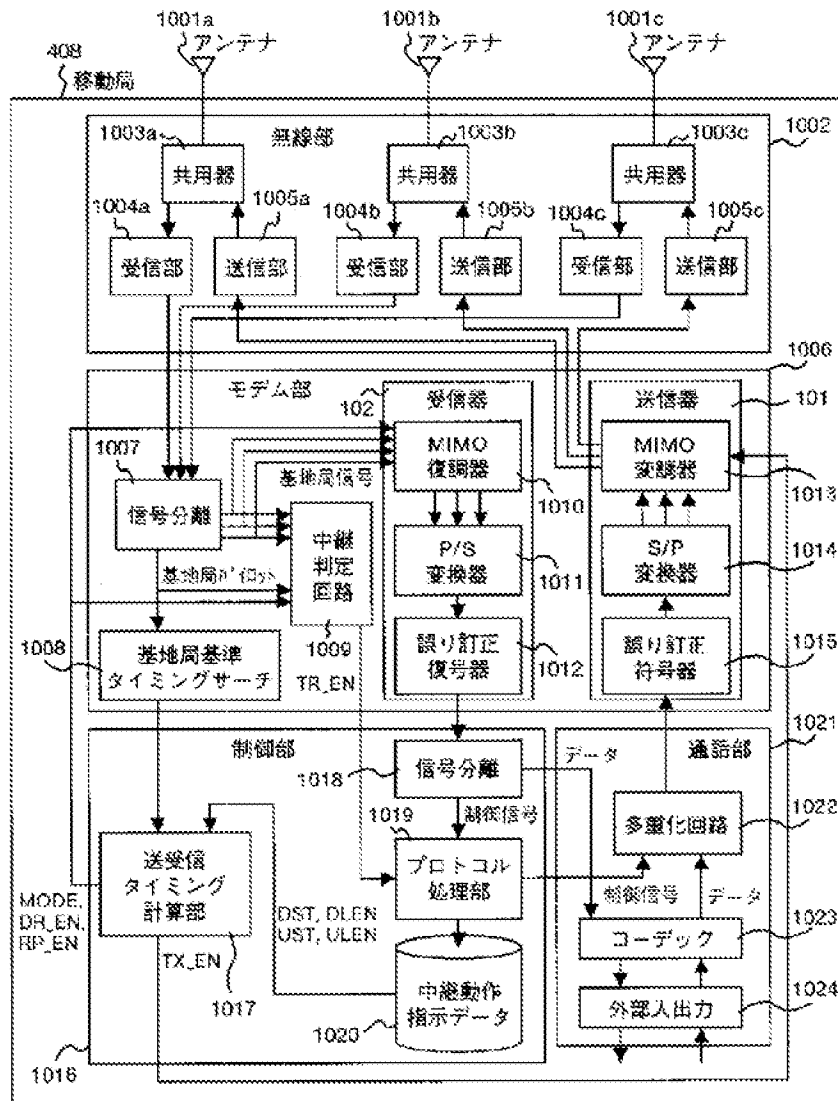 1001a
アンテナ
1001b
アンテナ
1001c
アンテナ
408
移動局
無線部
1002
1003a
共用器
1003b
共用器
1003c
共用器
1004a
受信部
1005a
送信部
1004b
受信部
1005b
送信部
1004c
受信部
1005c
送信部
1006
モデム部
102
受信器
送信器
101
1007
信号分離
基地局信号
MIMO
復調器
1010
MIMO
変調器
1013
中継
判定
回路
1009
基地局パイロット
P/S
変換器
1011
S/P
変換器
1014
1008
基地局基準
タイミングサーチ
TR_EN
誤り訂正
復号器
1012
誤り訂正
符号器
1015
制御部
1018
信号分離
データ
通話部
1021
制御信号
1019
プロトコル
処理部
多重化回路
1022
送受信
タイミング
計算部
1017
MODE,
DR_EN,
RP_EN
TX_EN
DST, DLEN
UST, ULEN
制御信号
データ
コーデック
1023
中継動作
指示データ
1020
外部入出力
1024
1016